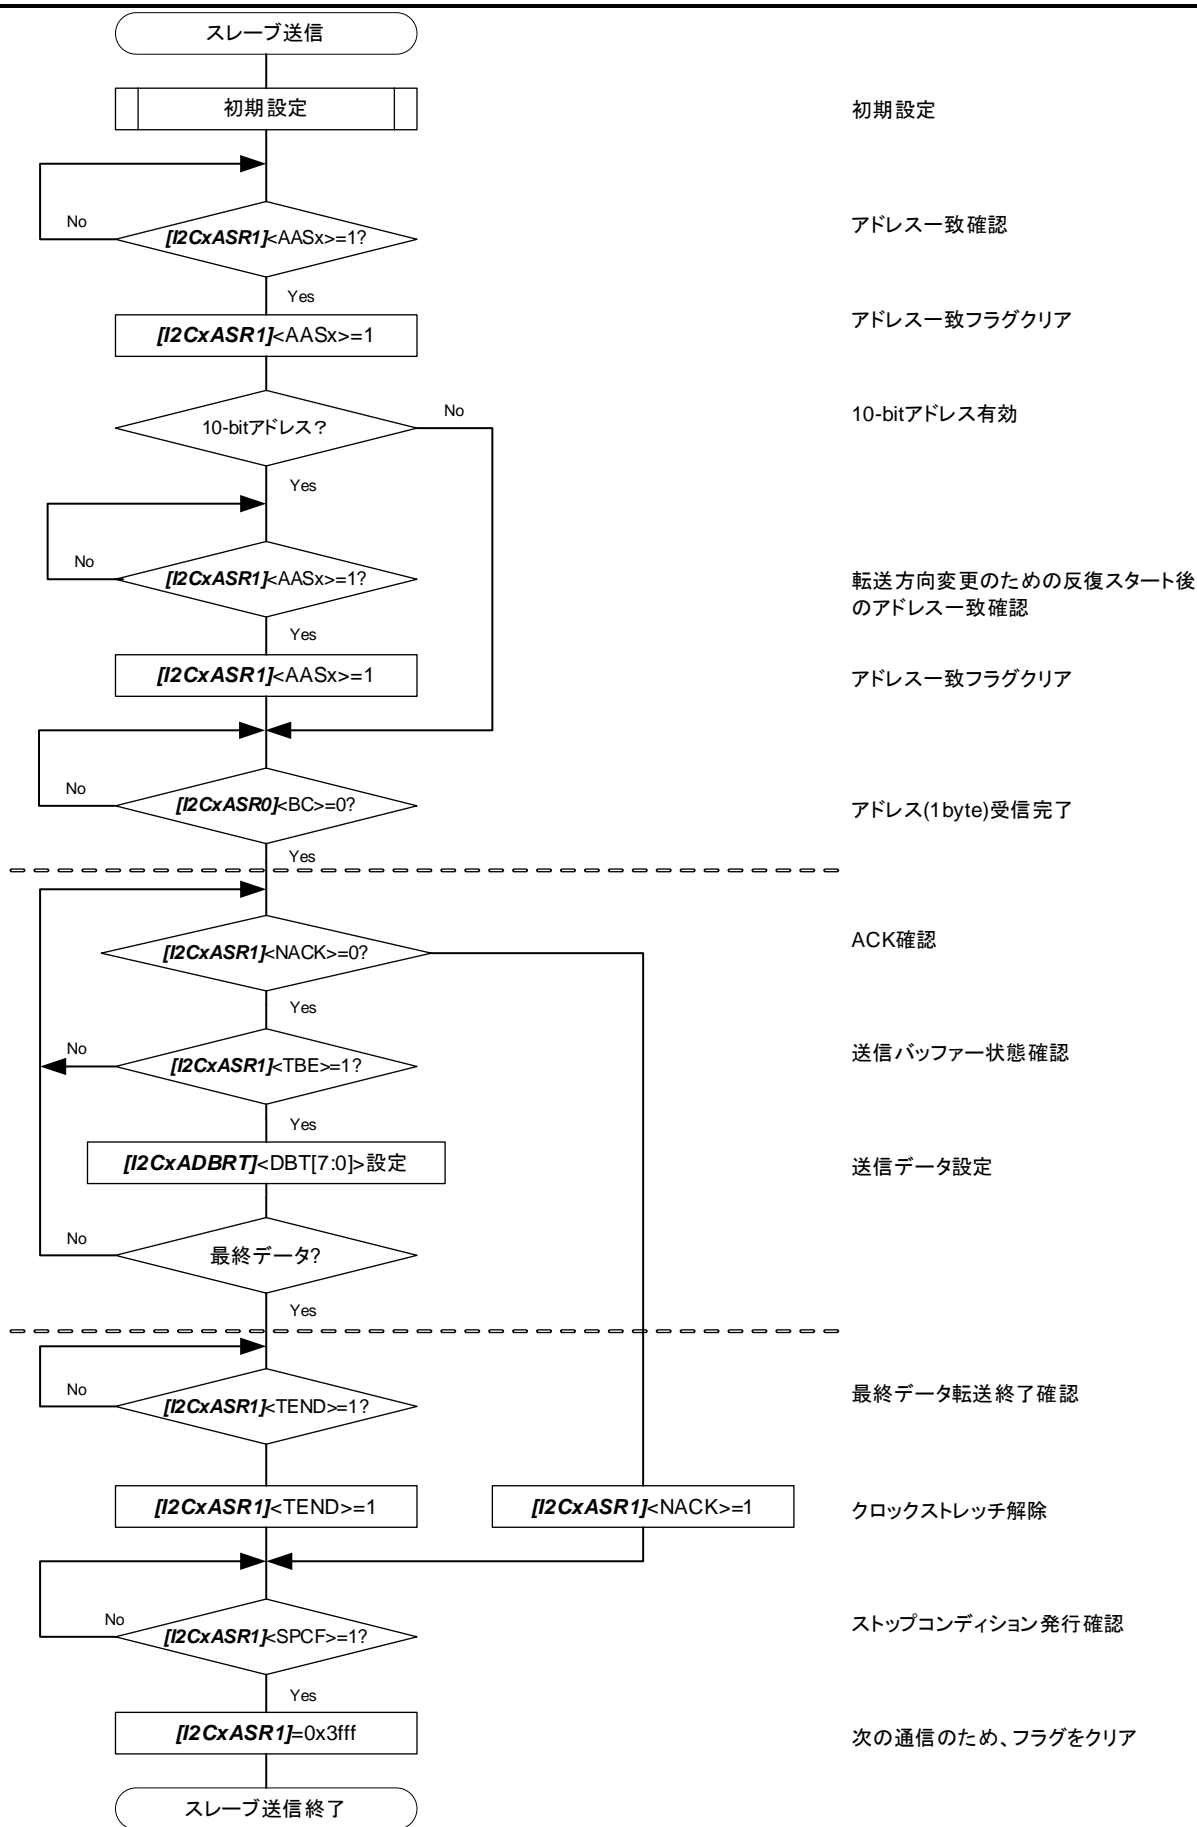 スレーブ送信
初期設定
初期設定
No
[I2CxASR1]<AASx>=1?
アドレス一致確認
Yes
[I2CxASR1]<AASx>=1
アドレス一致フラグクリア
10-bitアドレス?
No
10-bitアドレス有効
Yes
No
[I2CxASR1]<AASx>=1?
転送方向変更のための反復スタート後
のアドレス一致確認
Yes
[I2CxASR1]<AASx>=1
アドレス一致フラグクリア
No
[I2CxASR0]<BC>=0?
アドレス(1byte)受信完了
Yes
[I2CxASR1]<NACK>=0?
ACK確認
Yes
No
[I2CxASR1]<TBE>=1?
送信バッファー状態確認
Yes
[I2CxADBRT]<DBT[7:0]>設定
送信データ設定
No
最終データ?
Yes
No
[I2CxASR1]<TEND>=1?
最終データ転送終了確認
[I2CxASR1]<TEND>=1
[I2CxASR1]<NACK>=1
クロックストレッチ解除
No
[I2CxASR1]<SPCF>=1?
ストップコンディション発行確認
Yes
[I2CxASR1]=0x3fff
次の通信のため、フラグをクリア
スレーブ送信終了